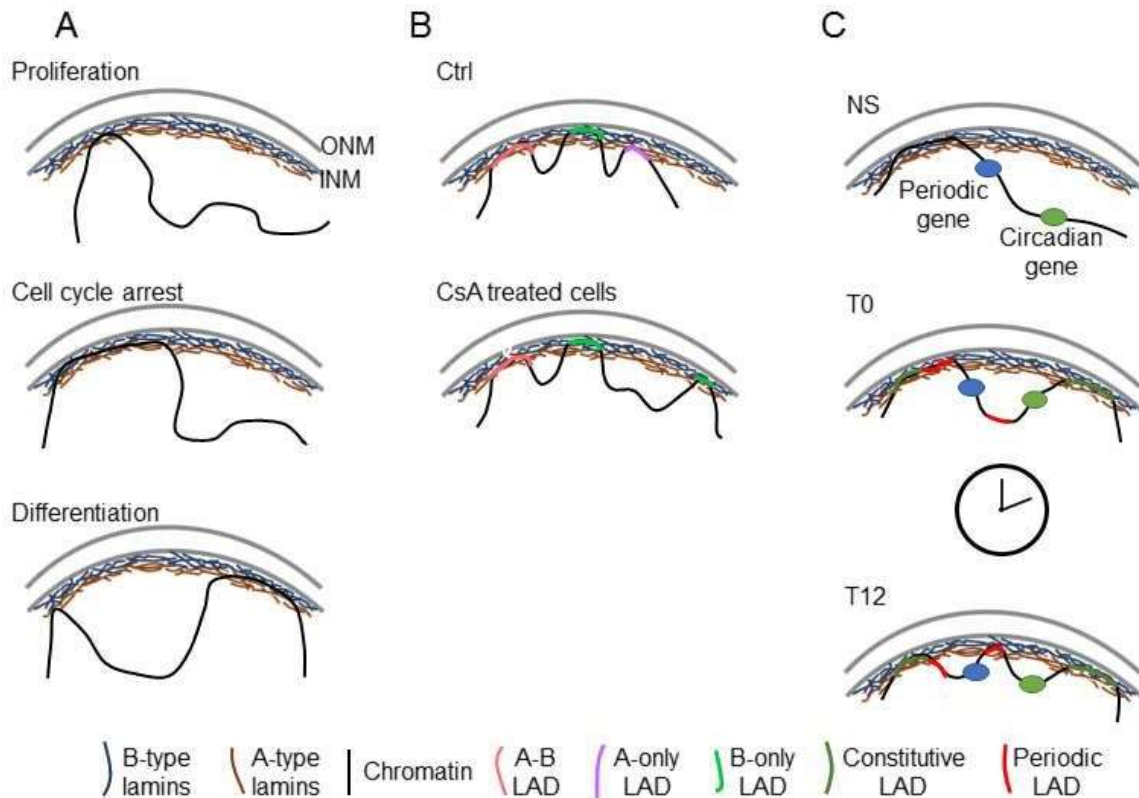 A
Proliferation
ONM
INM
Cell cycle arrest
Differentiation
B
Ctrl
CsA treated cells
C
NS
Periodic
gene
Circadian
gene
T0
T12
B-type
lamins
A-type
lamins
Chromatin
A-B
LAD
A-only
LAD
B-only
LAD
Constitutive
LAD
Periodic
LAD